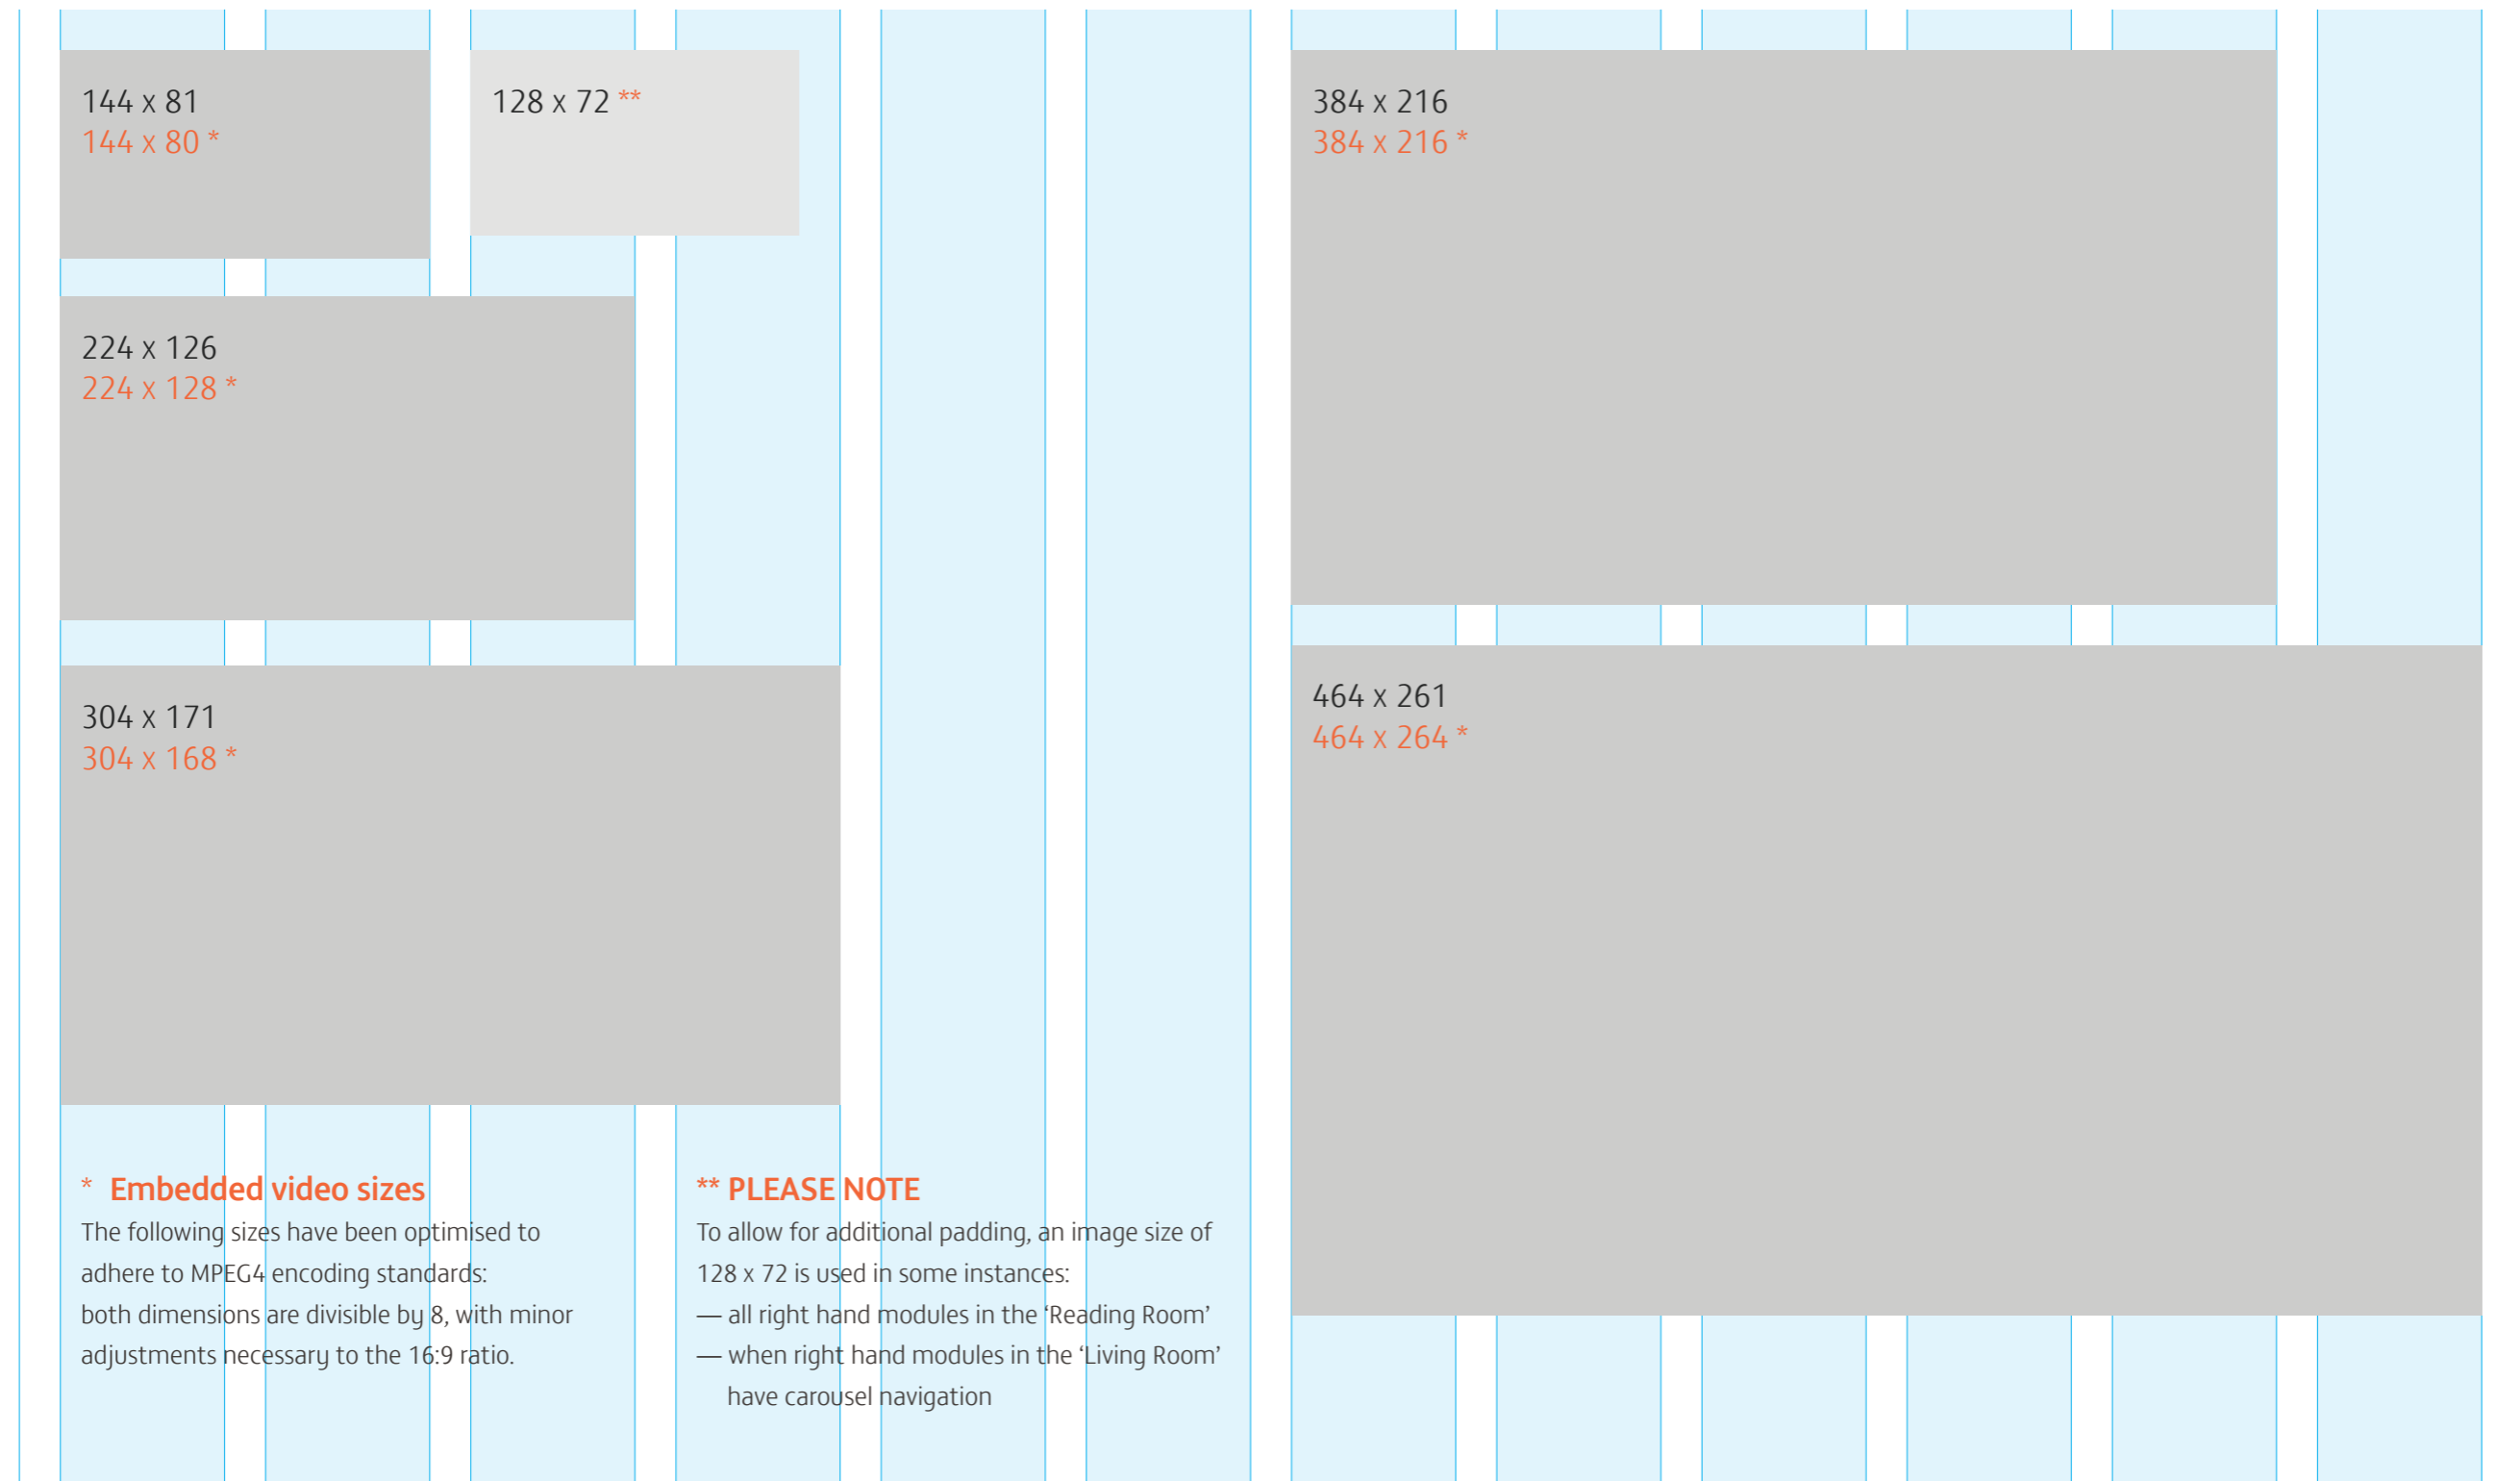 144 x 81
144 x 80 *
128 x 72 **
224 x 126
224 x 128 *
304 x 171
304 x 168 *
384 x 216
384 x 216 *
464 x 261
464 x 264 *
* Embedded video sizes
The following sizes have been optimised to
adhere to MPEG4 encoding standards:
both dimensions are divisible by 8, with minor
adjustments necessary to the 16:9 ratio.
** PLEASE NOTE
To allow for additional padding, an image size of
128 x 72 is used in some instances:
— all right hand modules in the ‘Reading Room’
— when right hand modules in the ‘Living Room’
have carousel navigation